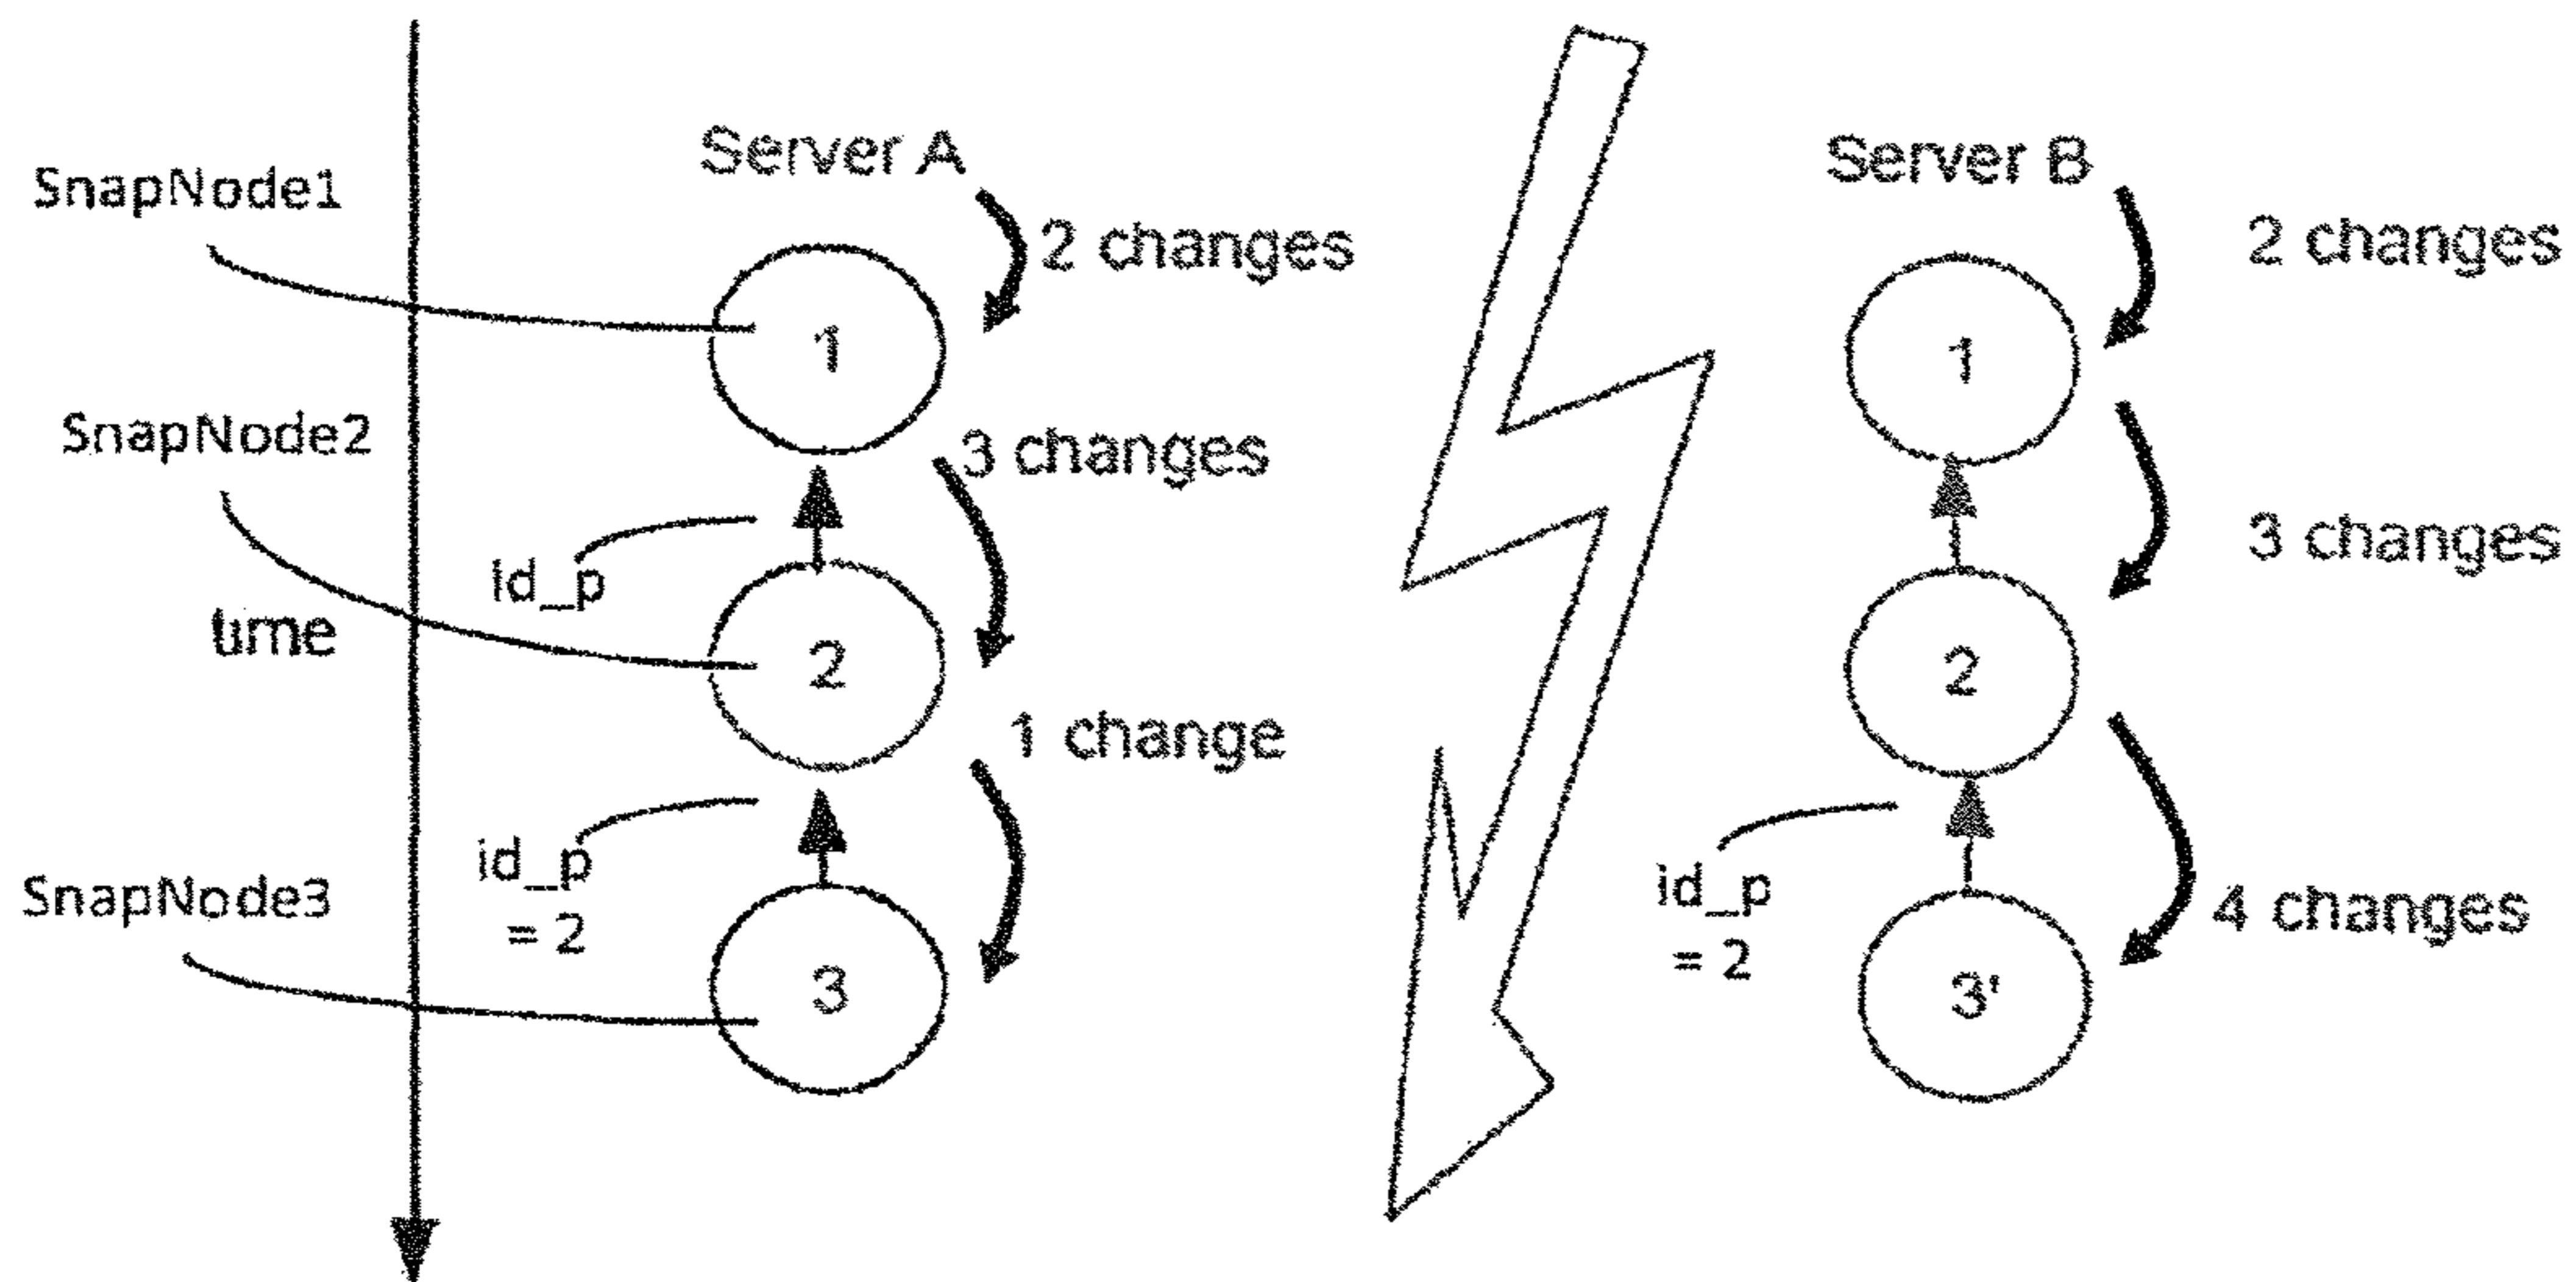 Server A
Server B
SnapNode1
2 changes
2 changes
1
1
SnapNode2
3 changes
3 changes
id_p
time
2
2
1 change
id_p
= 2
id_p
= 2
SnapNode3
4 changes
3
3'